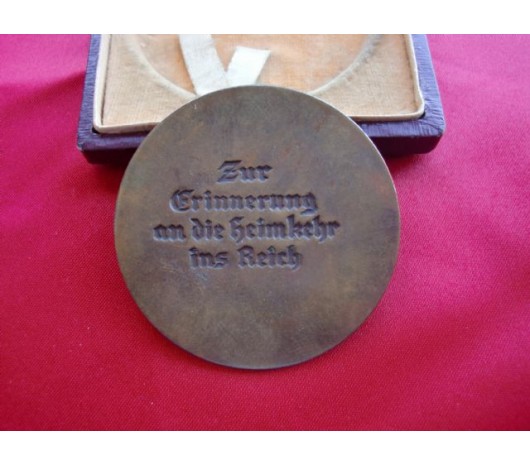 Zur
Erinnerung
an die Heimkehr
ins Reich